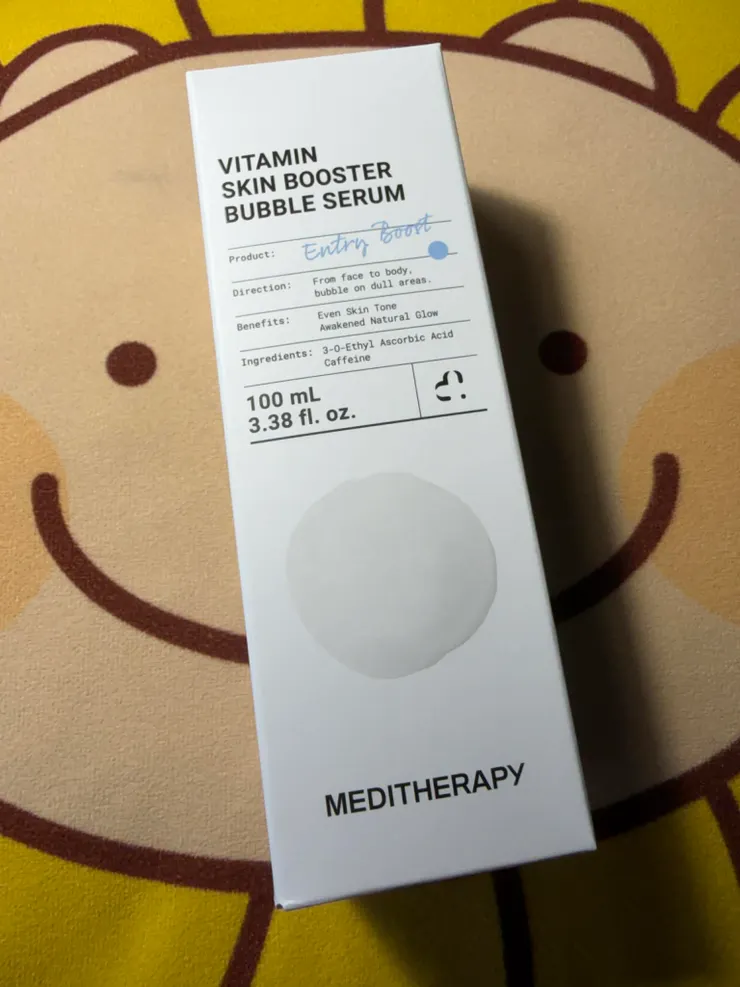 VITAMIN
SKIN BOOSTER
BUBBLE SERUM
Product: Entry Boost
Direction: From face to body,
bubble on dull areas.
Benefits: Even Skin Tone
Awakened Natural Glow
Ingredients: 3-O-Ethyl Ascorbic Acid
Caffeine
100 mL
3.38 fl. oz.
MEDITHERAPY